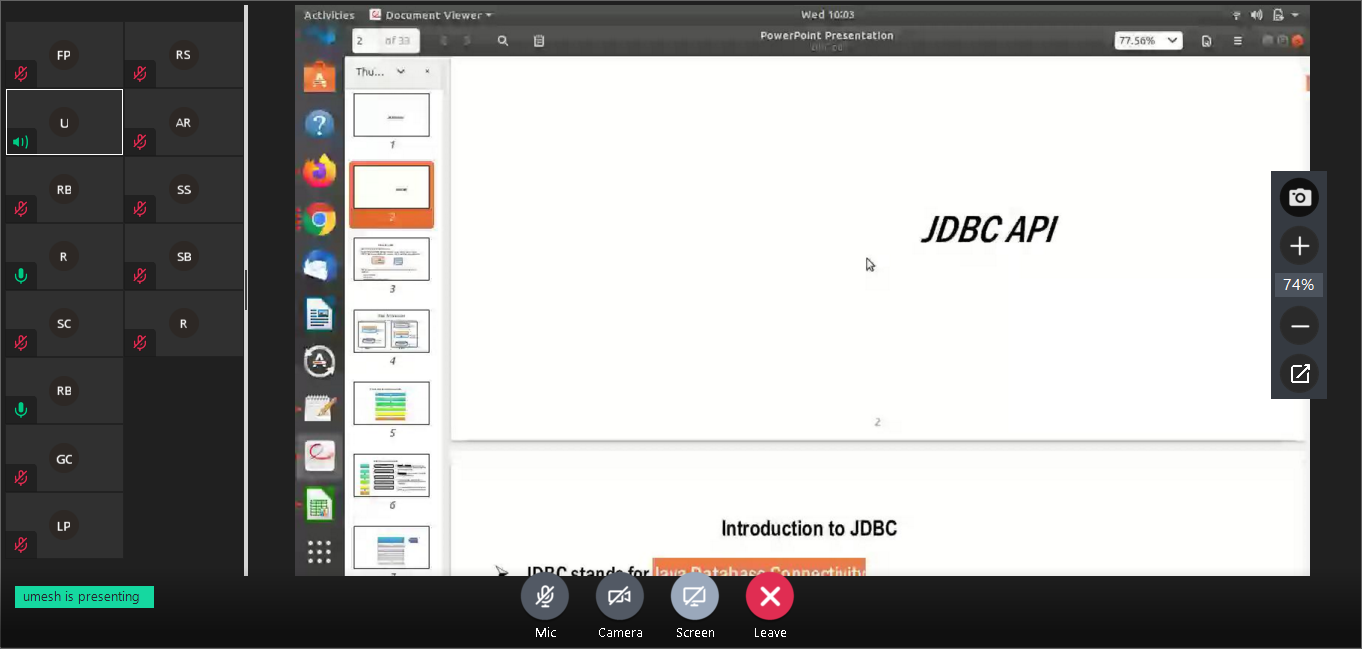 Activities
Document Viewer
Wed 10:03
2
of 33
PowerPoint Presentation
77.56%
Thu...
1
2
3
4
5
6
JDBC API
2
Introduction to JDBC
JDBC stands for Java Database Connectivity
FP
RS
U
AR
RB
SS
R
SB
SC
R
RB
GC
LP
74%
umesh is presenting
Mic
Camera
Screen
Leave